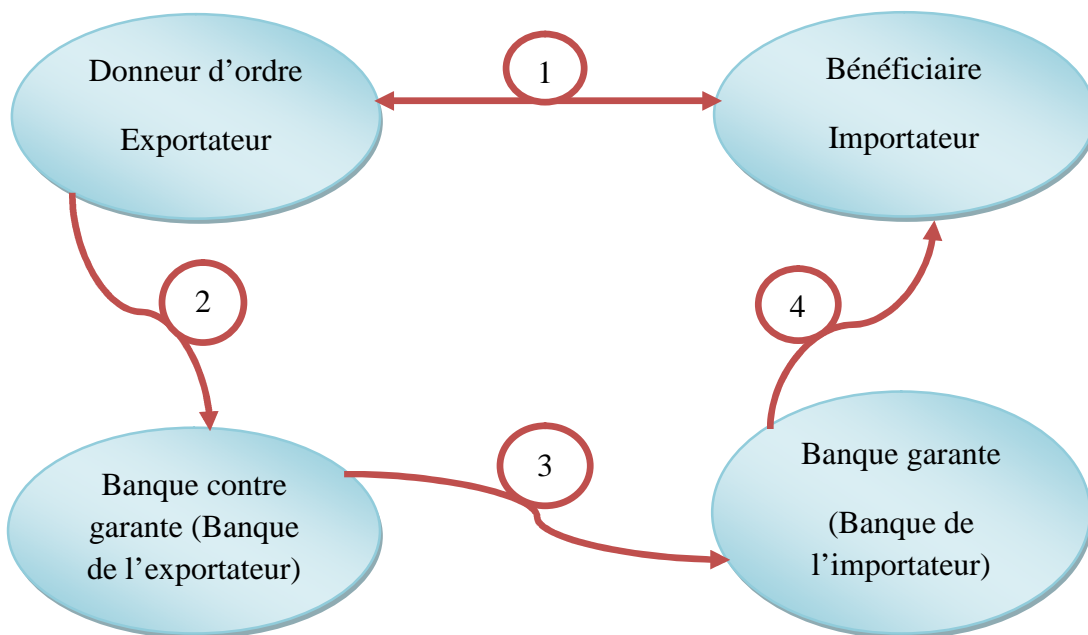 Donneur d’ordre
Exportateur
1
Bénéficiaire
Importateur
2
4
Banque contre
garante (Banque
de l’exportateur)
3
Banque garante
(Banque de
l’importateur)